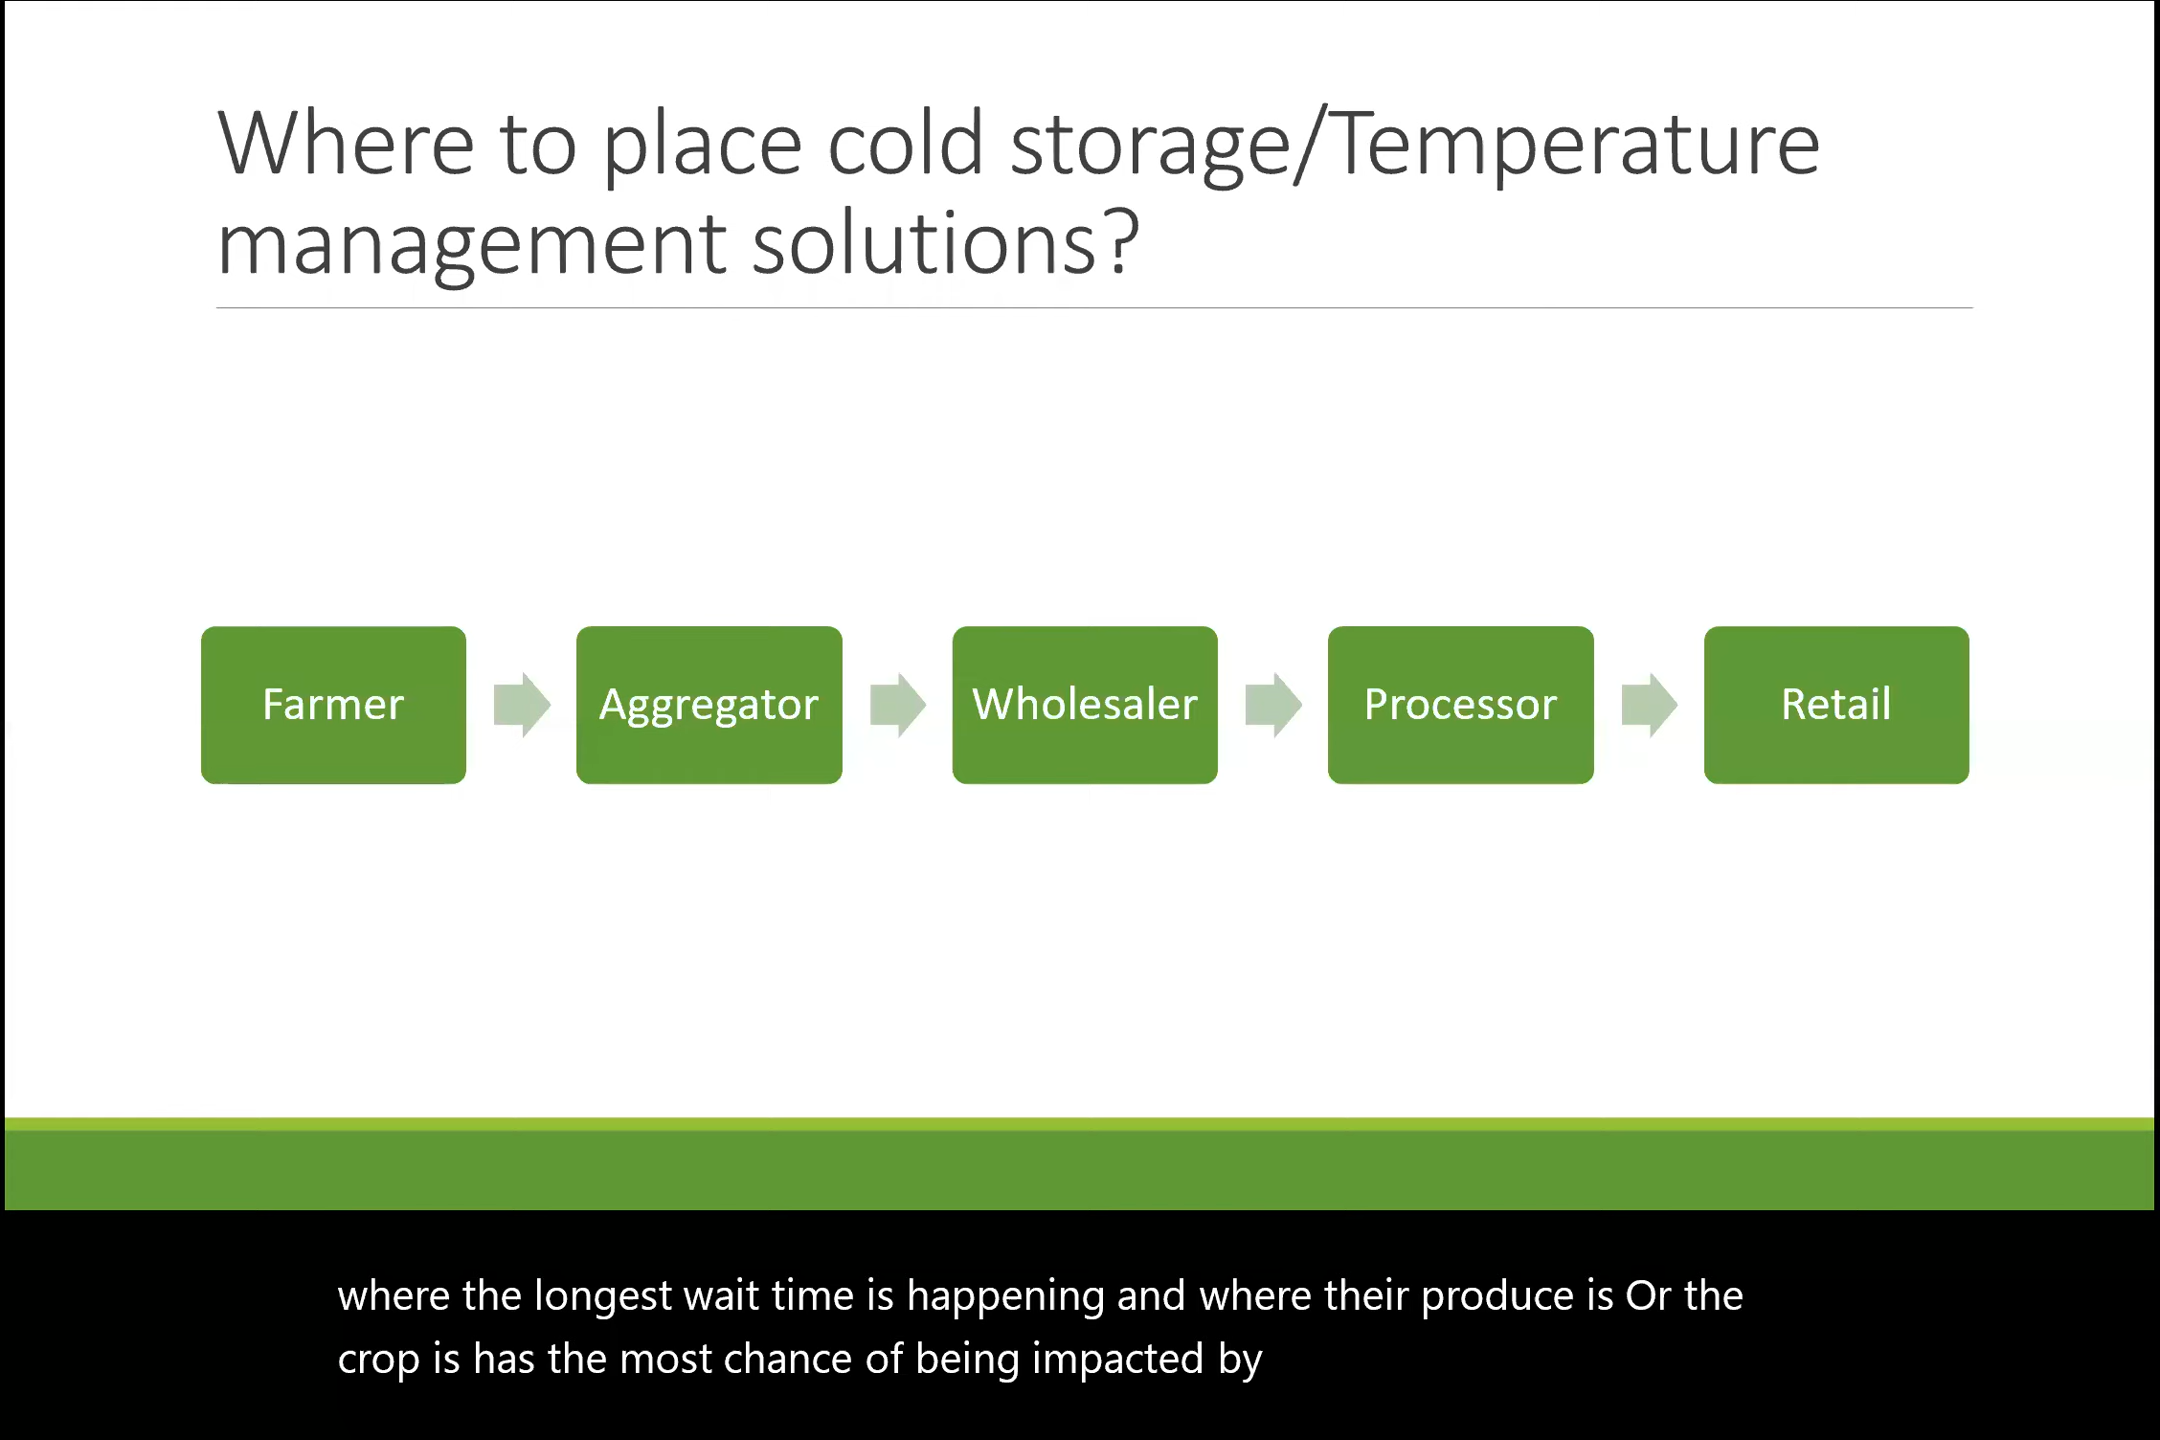 Where to place cold storage/Temperature
management solutions?
Farmer
Aggregator
Wholesaler
Processor
Retail
where the longest wait time is happening and where their produce is Or the
crop is has the most chance of being impacted by